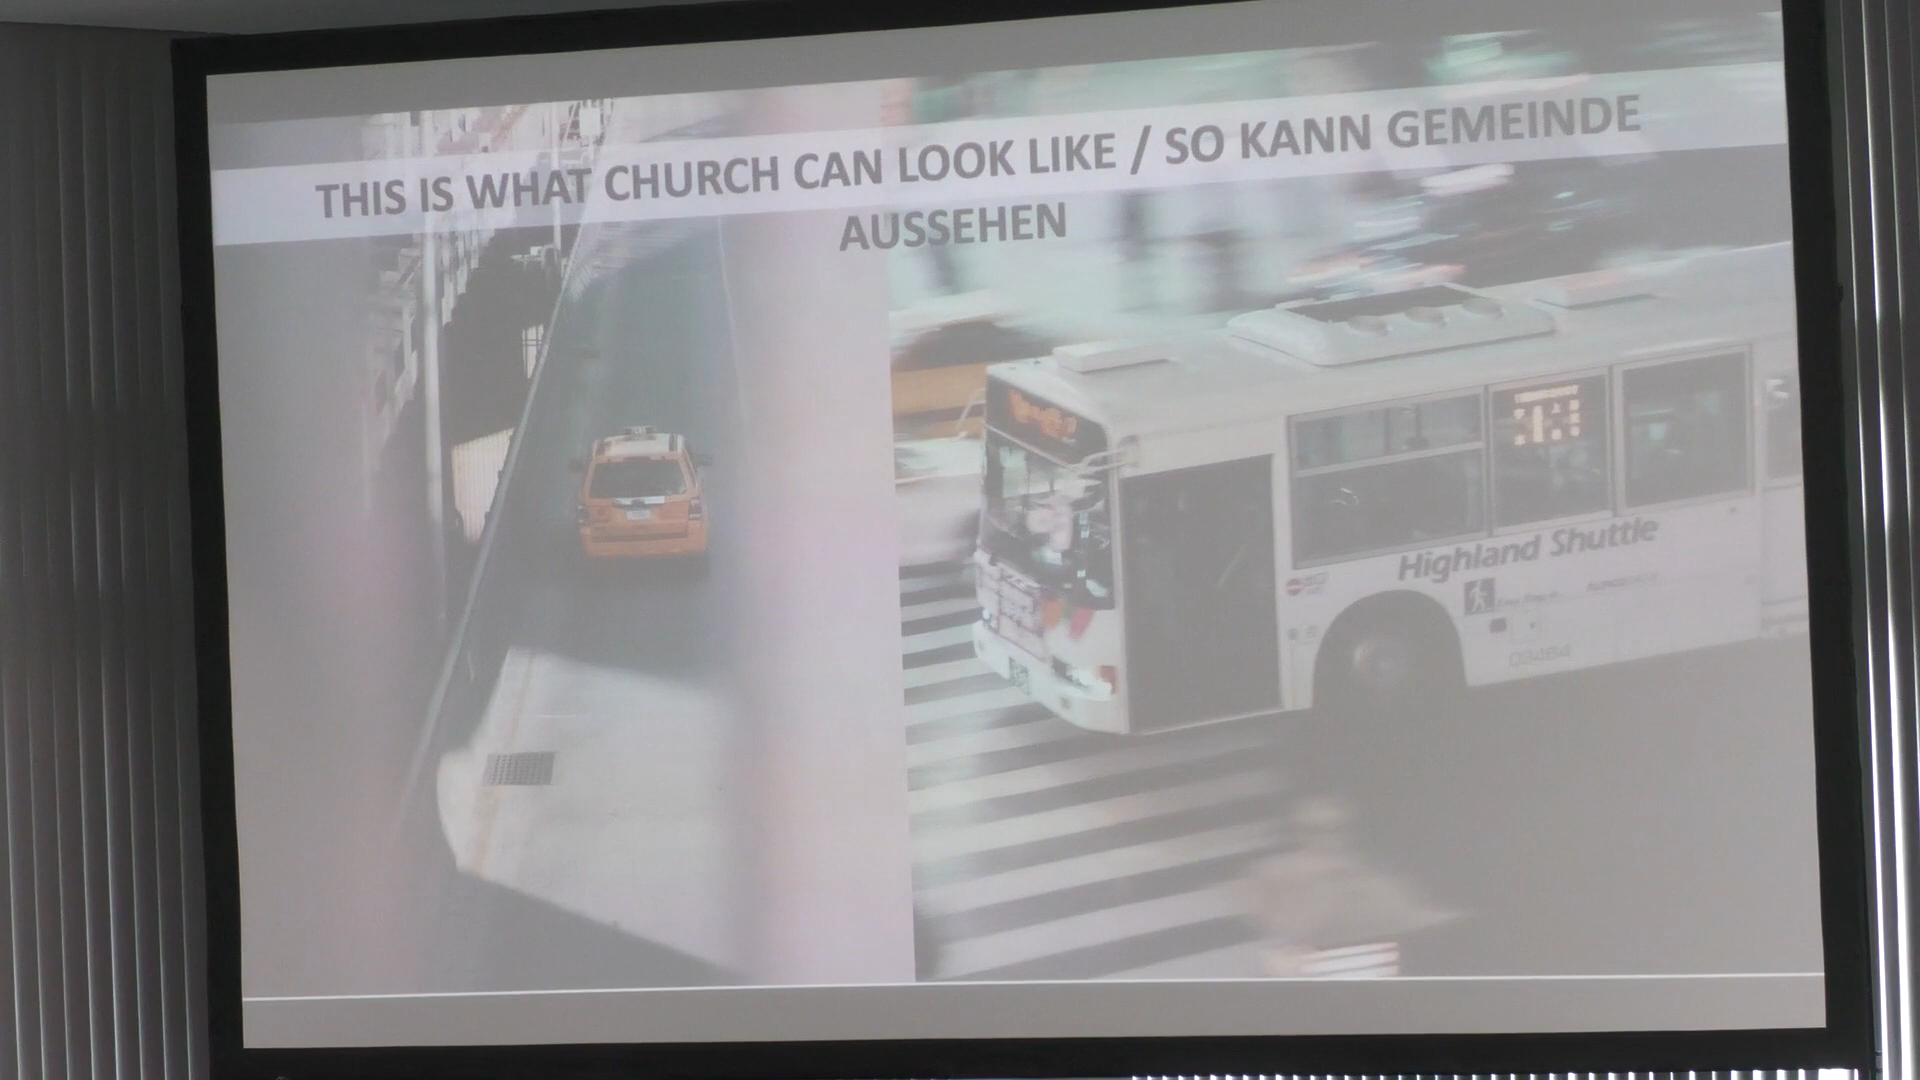 THIS IS WHAT CHURCH CAN LOOK LIKE / SO KANN GEMEINDE
AUSSEHEN
Highland Shuttle